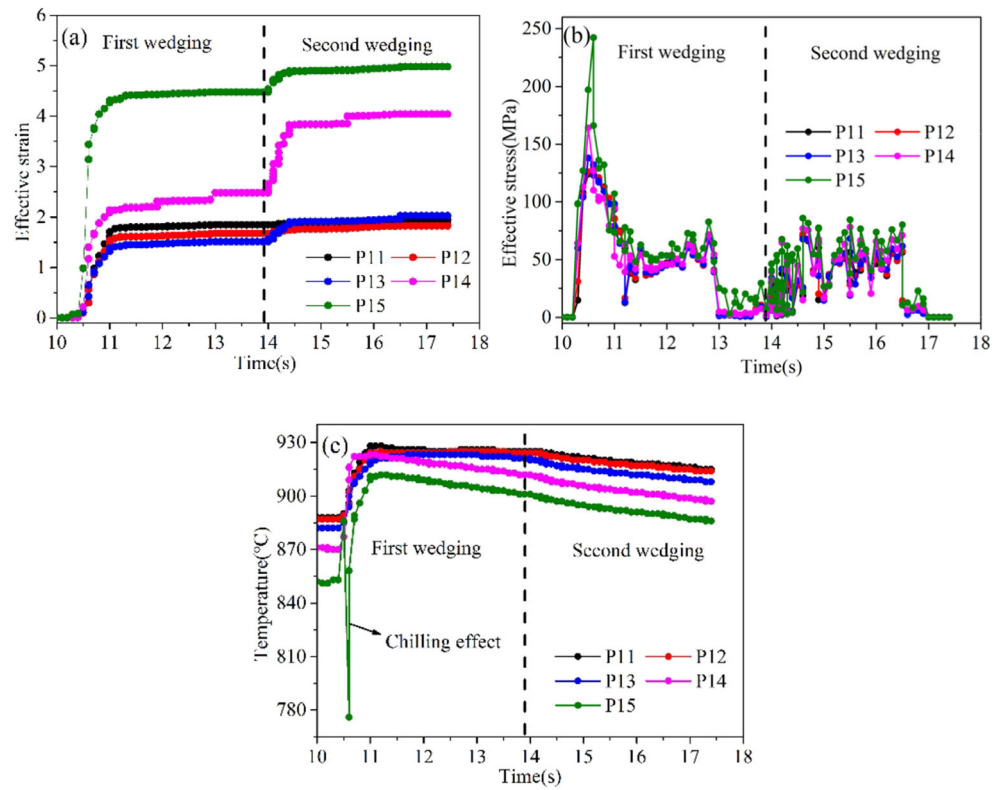 (a)
First wedging
Second wedging
Effective strain
6
5
4
3
2
1
0
P11 P12
P13 P14
P15
10 11 12 13 14 15 16 17 18
Time(s)
(b)
First wedging
Second wedging
Effective stress(MPa)
250
200
150
100
50
0
P11 P12
P13 P14
P15
10 11 12 13 14 15 16 17 18
Time(s)
(c)
Temperature(°C)
930
900
870
840
810
780
First wedging
Second wedging
Chilling effect
P11 P12
P13 P14
P15
10 11 12 13 14 15 16 17 18
Time(s)